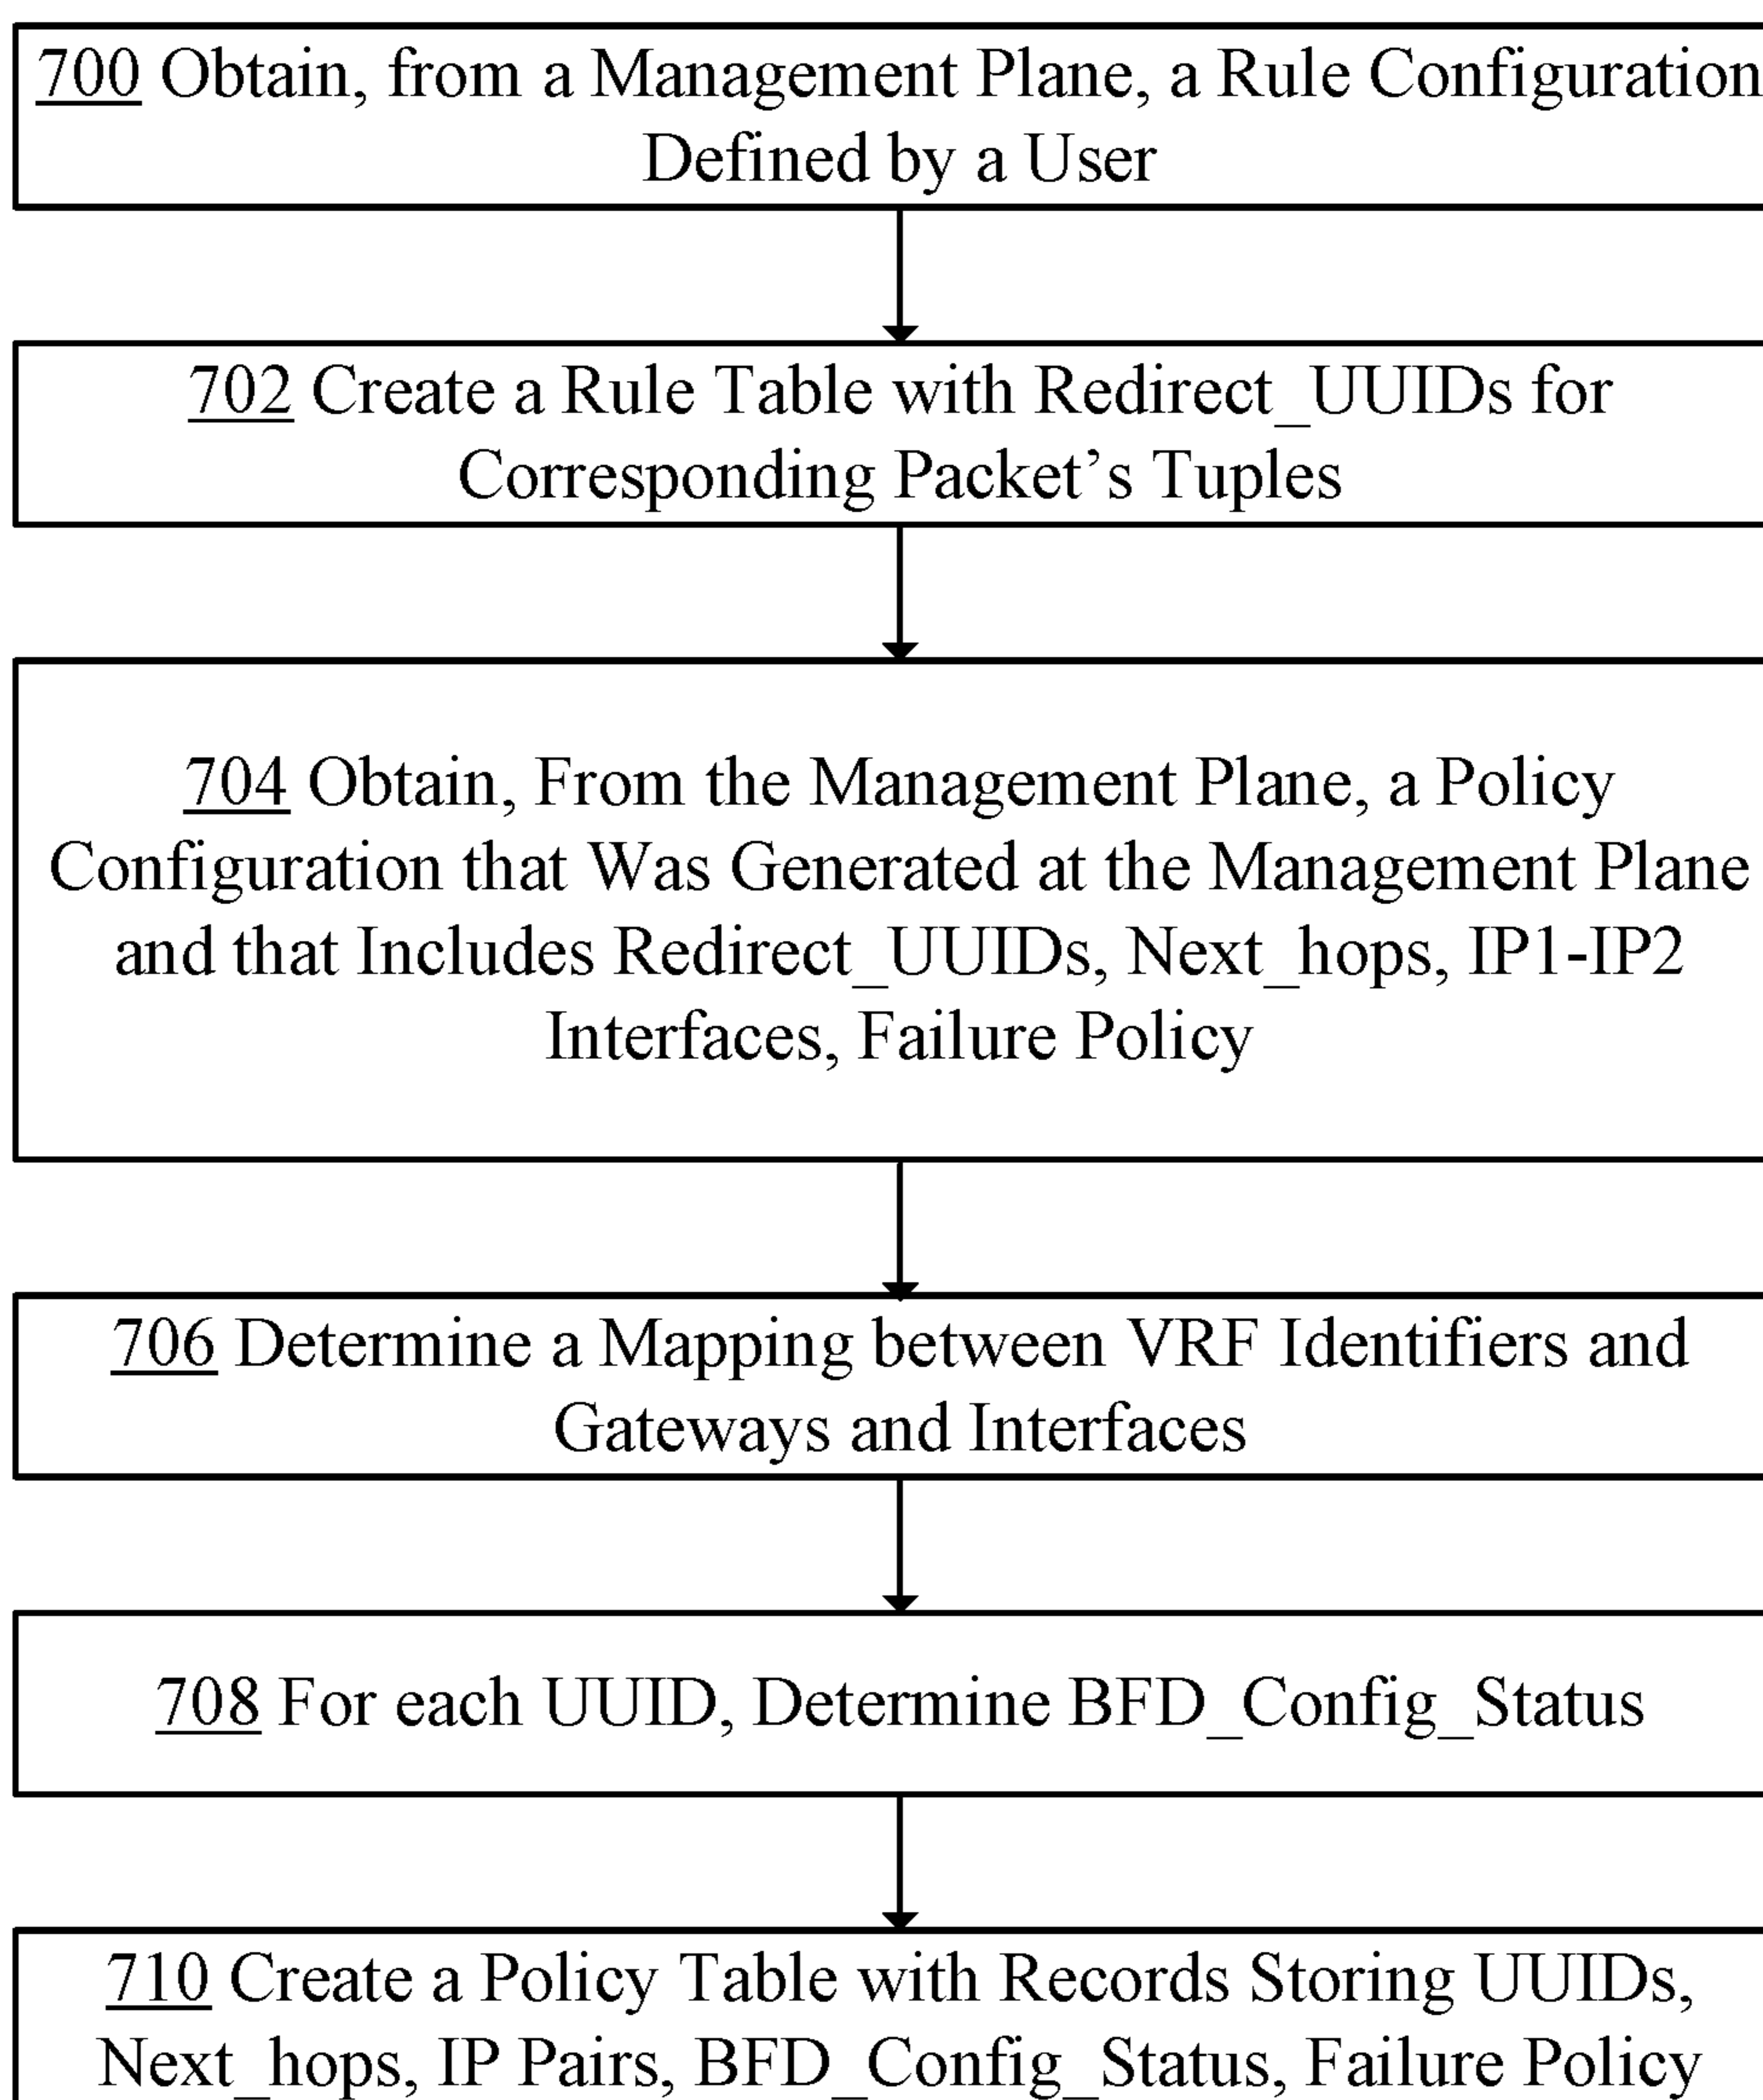 700 Obtain, from a Management Plane, a Rule Configuration
Defined by a User
702 Create a Rule Table with Redirect_UUIDs for
Corresponding Packet’s Tuples
704 Obtain, From the Management Plane, a Policy
Configuration that Was Generated at the Management Plane
and that Includes Redirect_UUIDs, Next_hops, IP1-IP2
Interfaces, Failure Policy
706 Determine a Mapping between VRF Identifiers and
Gateways and Interfaces
708 For each UUID, Determine BFD_Config_Status
710 Create a Policy Table with Records Storing UUIDs,
Next_hops, IP Pairs, BFD_Config_Status, Failure Policy